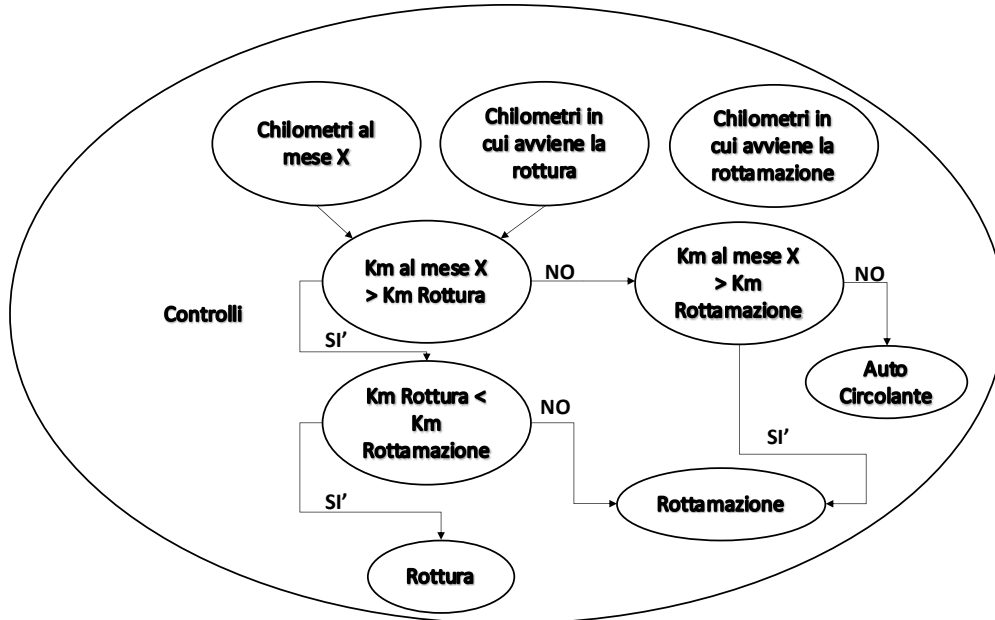 Chilometri al
mese X
Chilometri in
cui avviene la
rottura
Chilometri in
cui avviene la
rottamazione
Km al mese X
> Km Rottura
NO
Km al mese X
> Km
Rottamazione
NO
Controlli
SI’
Auto
Circolante
Km Rottura <
Km
Rottamazione
NO
SI’
SI’
Rottamazione
Rottura